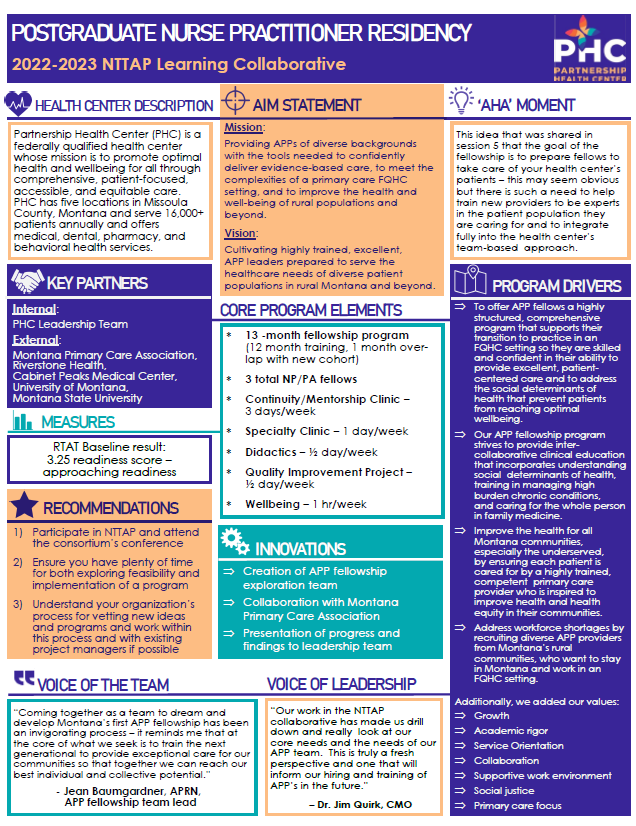 POSTGRADUATE NURSE PRACTITIONER RESIDENCY
2022-2023 NTTAP Learning Collaborative
PHC
PARTNERSHIP
HEALTH CENTER
HEALTH CENTER DESCRIPTION
Partnership Health Center (PHC) is a
federally qualified health center
whose mission is to promote optimal
health and wellbeing for all through
comprehensive, patient-focused,
accessible, and equitable care.
PHC has five locations in Missoula
County, Montana and serve 16,000+
patients annually and offers
medical, dental, pharmacy, and
behavioral health services.
AIM STATEMENT
Mission:
Providing APPs of diverse backgrounds
with the tools needed to confidently
deliver evidence-based care, to meet the
complexities of a primary care FQHC
setting, and to improve the health and
well-being of rural populations and
beyond.
Vision:
Cultivating highly trained, excellent,
APP leaders prepared to serve the
healthcare needs of diverse patient
populations in rural Montana and beyond.
'AHA' MOMENT
This idea that was shared in
session 5 that the goal of the
fellowship is to prepare fellows to
take care of your health center's
patients – this may seem obvious
but there is such a need to help
train new providers to be experts
in the patient population they
are caring for and to integrate
fully into the health center's
team-based approach.
KEY PARTNERS
Internal:
PHC Leadership Team
External:
Montana Primary Care Association,
Riverstone Health,
Cabinet Peaks Medical Center,
University of Montana,
Montana State University
MEASURES
RTAT Baseline result:
3.25 readiness score –
approaching readiness
RECOMMENDATIONS
1) Participate in NTTAP and attend
the consortium's conference
2) Ensure you have plenty of time
for both exploring feasibility and
implementation of a program
3) Understand your organization's
process for vetting new ideas
and programs and work within
this process and with existing
project managers if possible
CORE PROGRAM ELEMENTS
* 13 -month fellowship program
(12 month training, 1 month over-
lap with new cohort)
* 3 total NP/PA fellows
* Continuity/Mentorship Clinic –
3 days/week
* Specialty Clinic – 1 day/week
* Didactics – ½ day/week
* Quality Improvement Project –
½ day/week
* Wellbeing – 1 hr/week
INNOVATIONS
⇒ Creation of APP fellowship
exploration team
⇒ Collaboration with Montana
Primary Care Association
⇒ Presentation of progress and
findings to leadership team
PROGRAM DRIVERS
⇒ To offer APP fellows a highly
structured, comprehensive
program that supports their
transition to practice in an
FQHC setting so they are skilled
and confident in their ability to
provide excellent, patient-
centered care and to address
the social determinants of
health that prevent patients
from reaching optimal
wellbeing.
⇒ Our APP fellowship program
strives to provide inter-
collaborative clinical education
that incorporates understanding
social determinants of health,
training in managing high
burden chronic conditions,
and caring for the whole person
in family medicine.
⇒ Improve the health for all
Montana communities,
especially the underserved,
by ensuring each patient is
cared for by a highly trained,
competent primary care
provider who is inspired to
improve health and health
equity in their communities.
⇒ Address workforce shortages by
recruiting diverse APP providers
from Montana's rural
communities, who want to stay
in Montana and work in an
FQHC setting.
Additionally, we added our values:
⇒ Growth
⇒ Academic rigor
⇒ Service Orientation
⇒ Collaboration
⇒ Supportive work environment
⇒ Social justice
⇒ Primary care focus
VOICE OF THE TEAM
"Coming together as a team to dream and
develop Montana's first APP fellowship has been
an invigorating process – it reminds me that at
the core of what we seek is to train the next
generational to provide exceptional care for our
communities so that together we can reach our
best individual and collective potential."
- Jean Baumgardner, APRN,
APP fellowship team lead
VOICE OF LEADERSHIP
"Our work in the NTTAP
collaborative has made us drill
down and really look at our
core needs and the needs of our
APP team. This is truly a fresh
perspective and one that will
inform our hiring and training of
APP's in the future."
– Dr. Jim Quirk, CMO